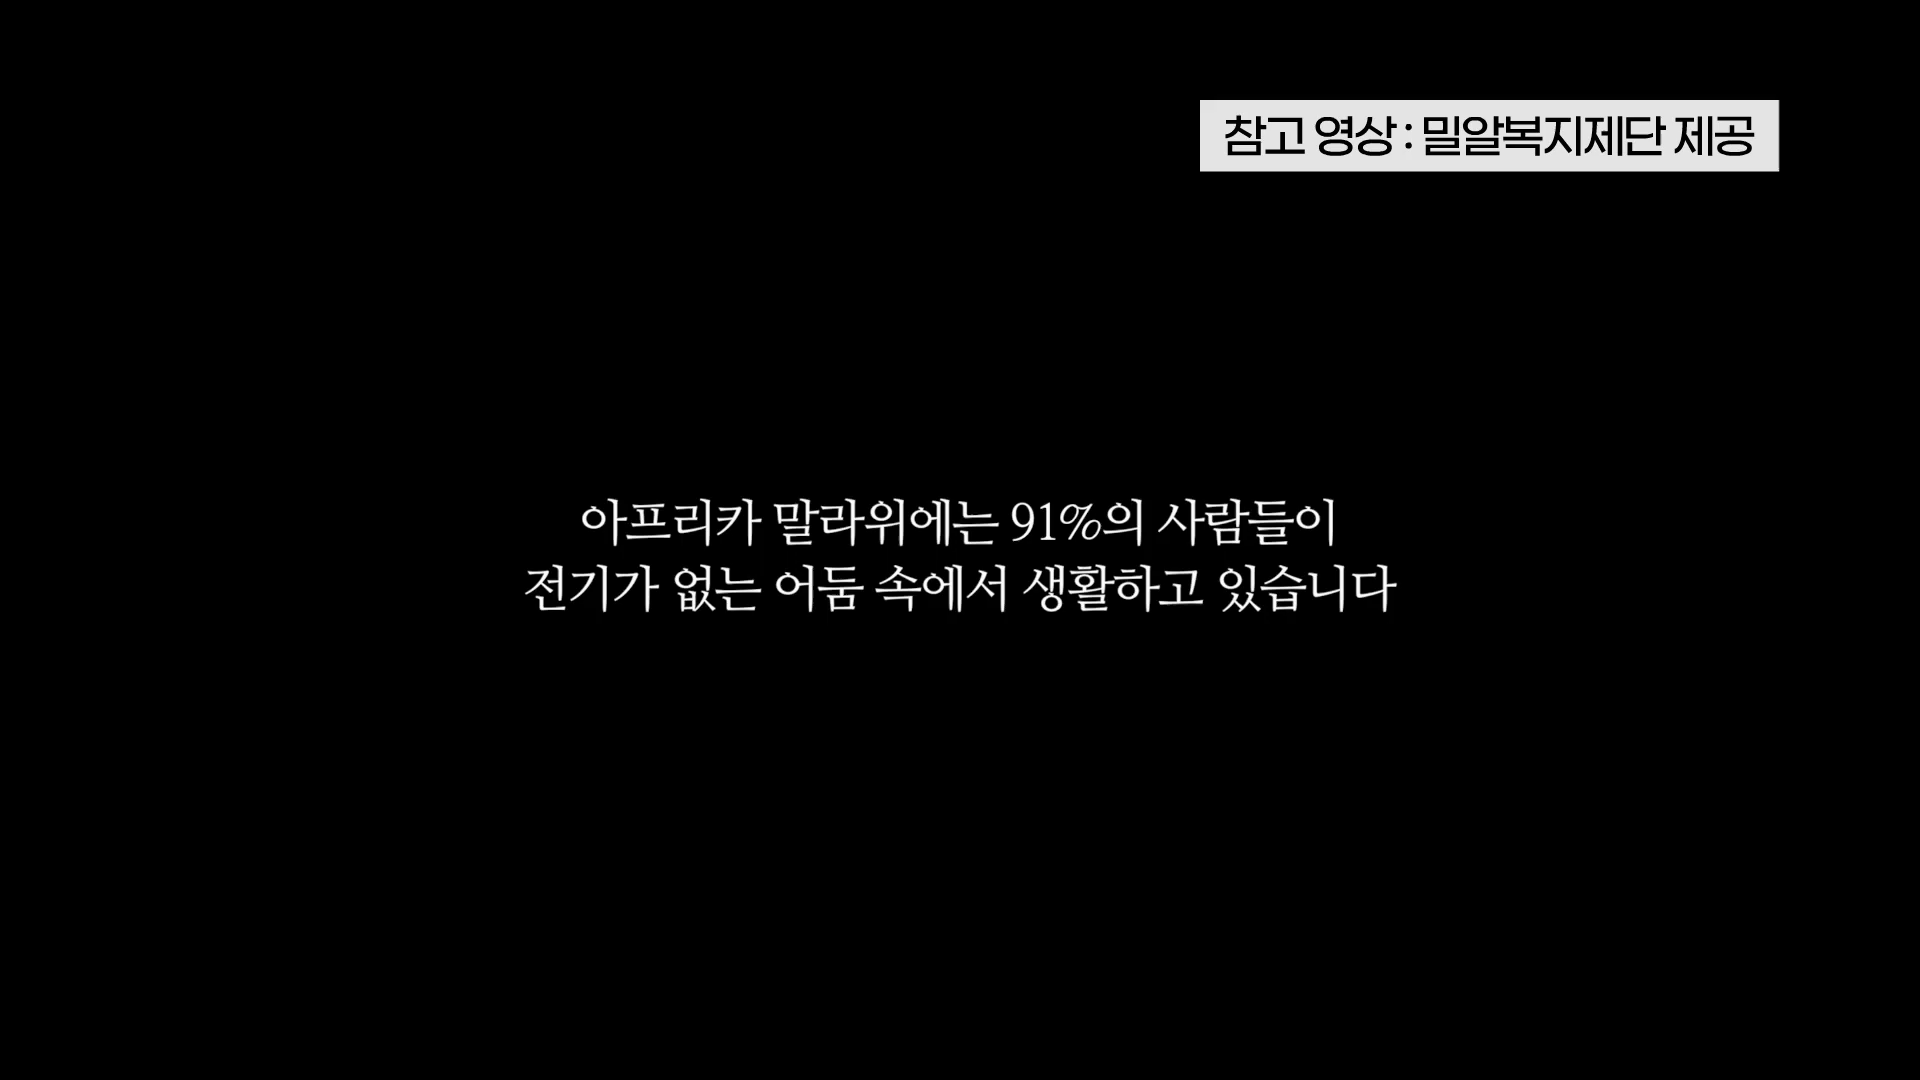 참고 영상 : 밀알복지제단 제공
아프리카 말라위에는 91%의 사람들이
전기가 없는 어둠 속에서 생활하고 있습니다